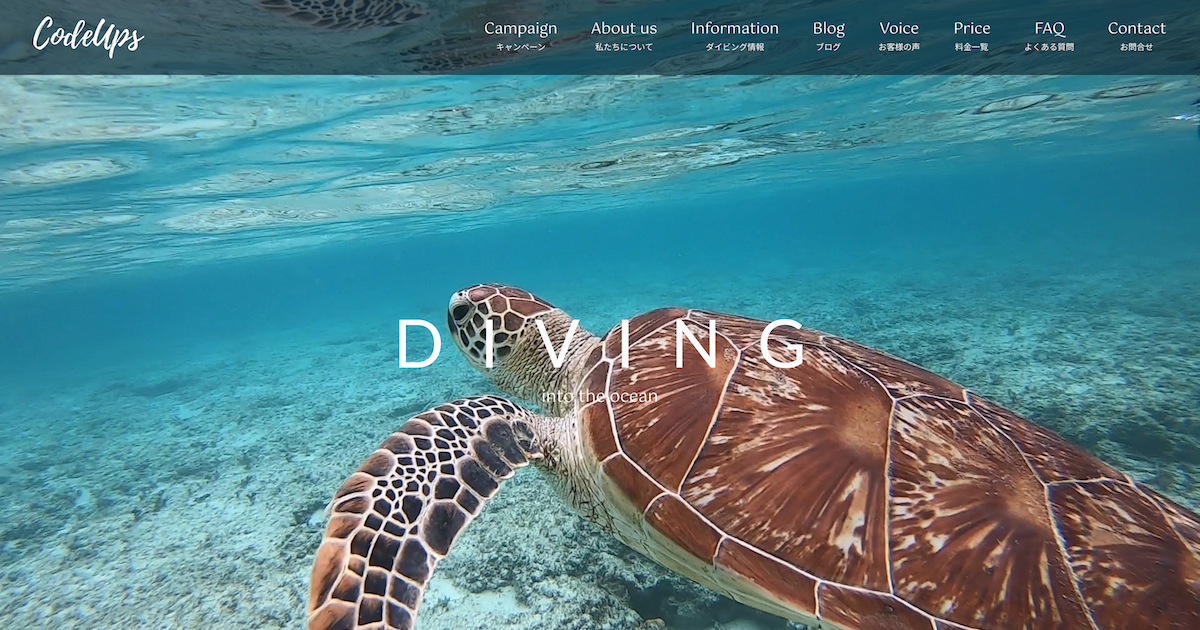 CodeUps
Campaign
キャンペーン
About us
私たちについて
Information
ダイビング情報
Blog
ブログ
Voice
お客様の声
Price
料金一覧
FAQ
よくある質問
Contact
お問合せ
DIVING
into the ocean